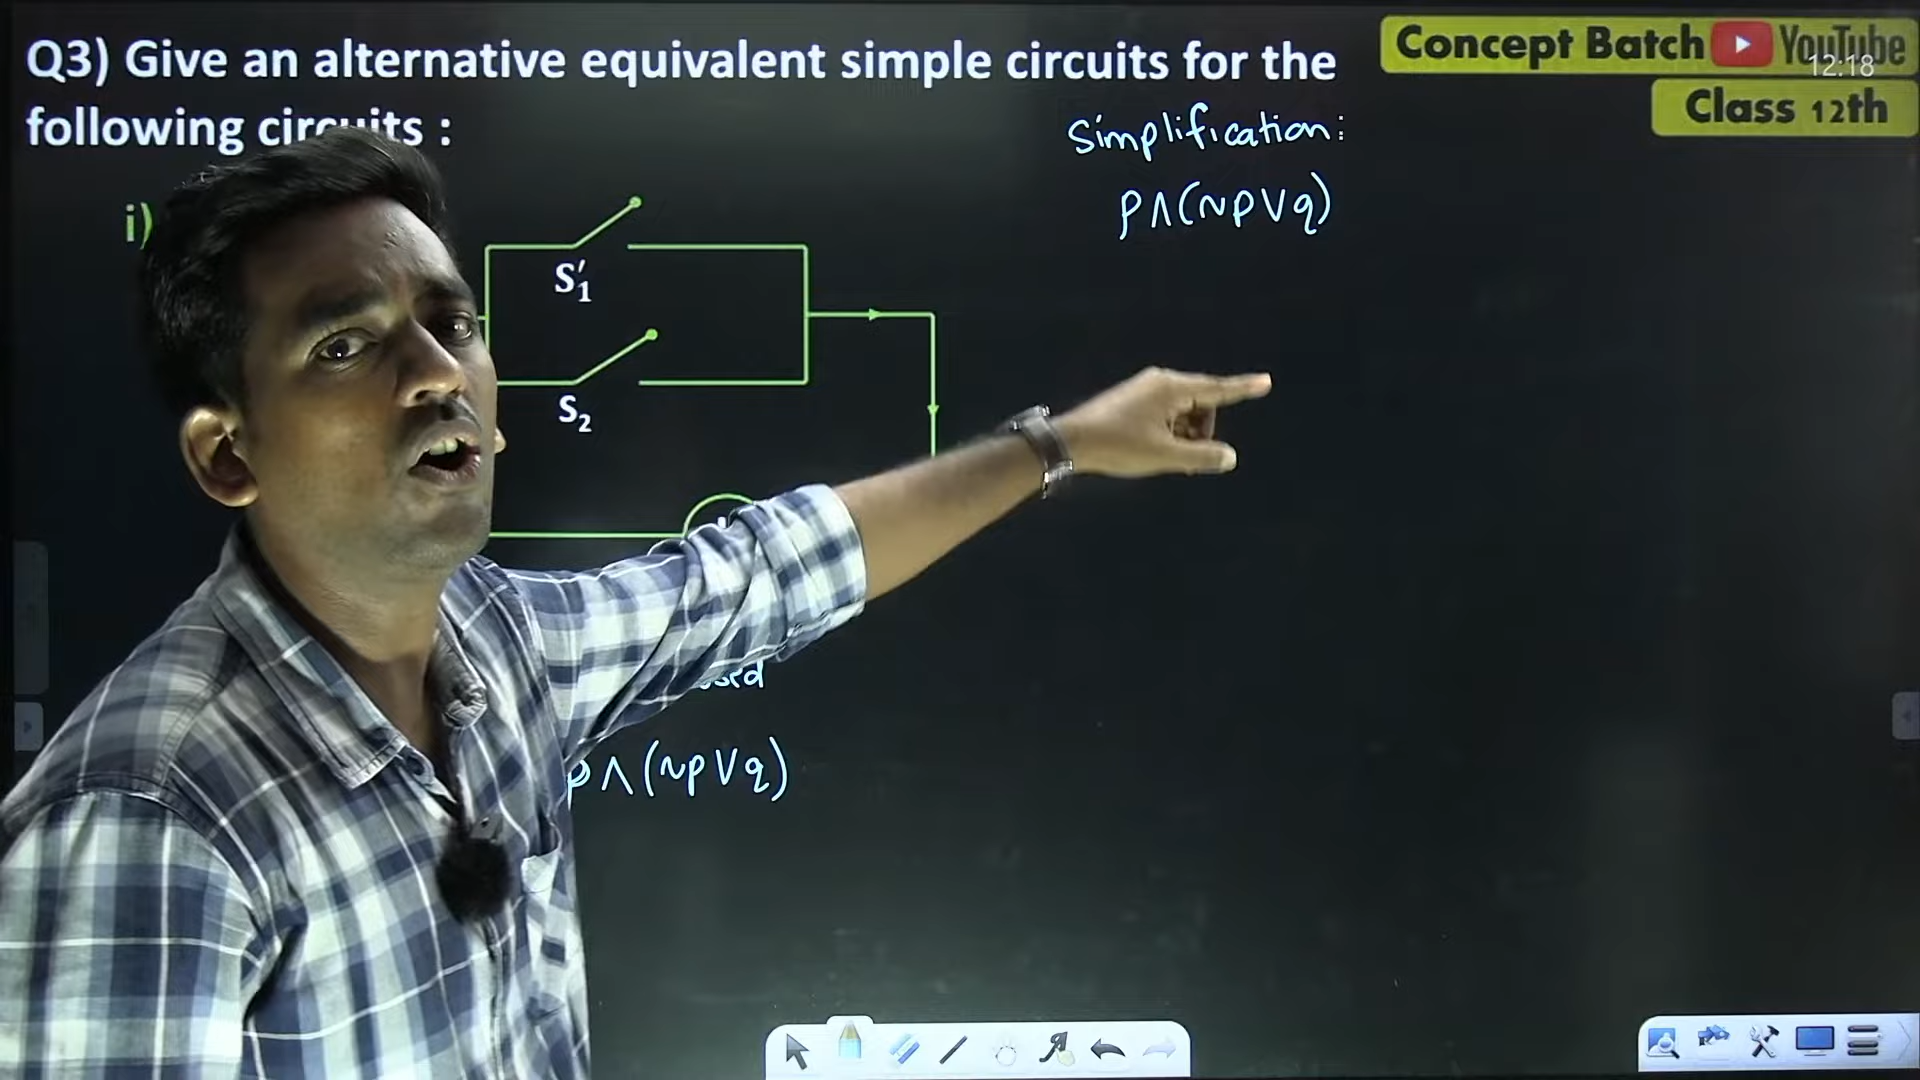 Q3) Give an alternative equivalent simple circuits for the
following circuits :
Concept Batch YouTube
12:18
Class 12th
Simplification:
p∧(~p∨q)
i)
S₁′
S₂
p∧(~p∨q)